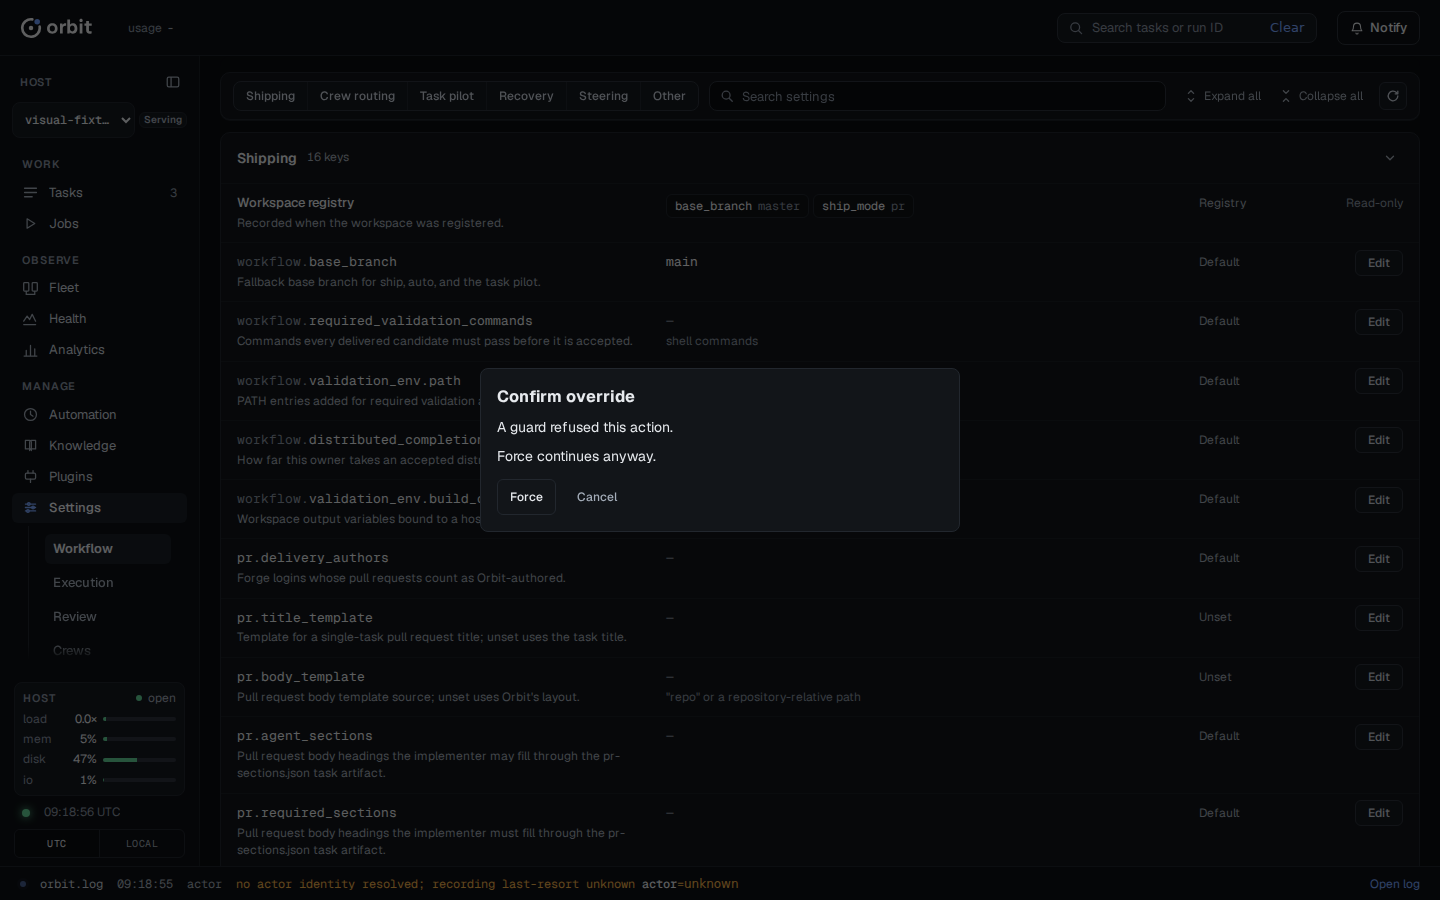 orbit
usage -
Search tasks or run ID
Clear
Notify
HOST
visual-fixt…
Serving
WORK
Tasks 3
Jobs
OBSERVE
Fleet
Health
Analytics
MANAGE
Automation
Knowledge
Plugins
Settings
Workflow
Execution
Review
Crews
HOST open
load 0.0×
mem 5%
disk 47%
io 1%
09:18:56 UTC
UTC LOCAL
Shipping Crew routing Task pilot Recovery Steering Other
Search settings
Expand all
Collapse all
Shipping 16 keys
Workspace registry base_branch master ship_mode pr Registry Read-only
Recorded when the workspace was registered.
workflow.base_branch main Default Edit
Fallback base branch for ship, auto, and the task pilot.
workflow.required_validation_commands — Default Edit
Commands every delivered candidate must pass before it is accepted. shell commands
workflow.validation_env.path Default Edit
PATH entries added for required validation
workflow.distributed_completion Default Edit
How far this owner takes an accepted
workflow.validation_env.build_ Default Edit
Workspace output variables bound to a
Confirm override
A guard refused this action.
Force continues anyway.
Force Cancel
pr.delivery_authors — Default Edit
Forge logins whose pull requests count as Orbit-authored.
pr.title_template — Unset Edit
Template for a single-task pull request title; unset uses the task title.
pr.body_template — Unset Edit
Pull request body template source; unset uses Orbit's layout. "repo" or a repository-relative path
pr.agent_sections — Default Edit
Pull request body headings the implementer may fill through the pr-
sections.json task artifact.
pr.required_sections — Default Edit
Pull request body headings the implementer must fill through the pr-
sections.json task artifact.
orbit.log 09:18:55 actor no actor identity resolved; recording last-resort unknown actor=unknown Open log